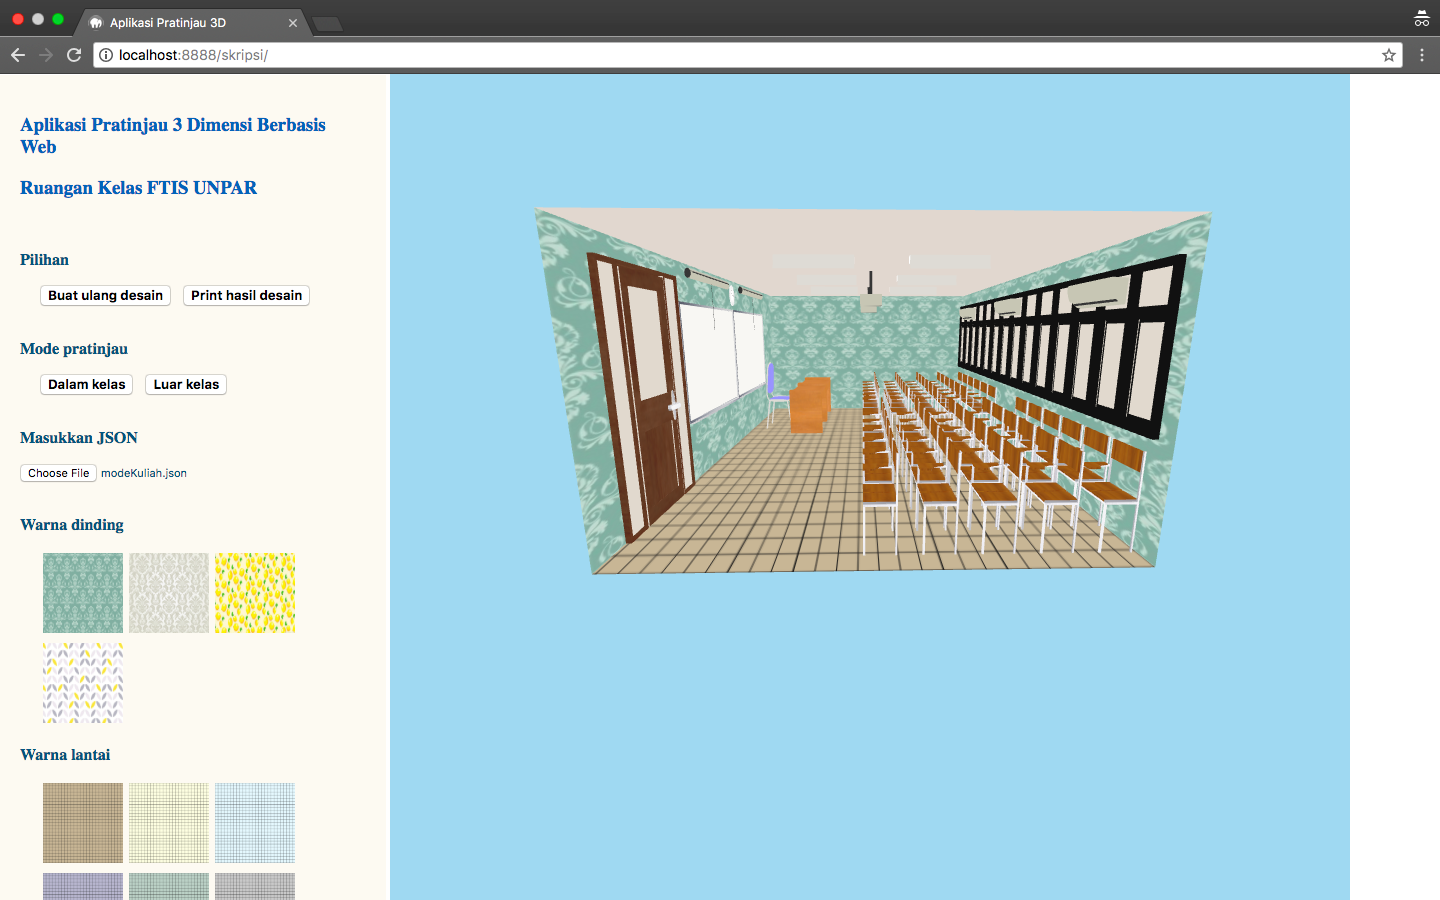 Aplikasi Pratinjau 3D
localhost:8888/skripsi/
Aplikasi Pratinjau 3 Dimensi Berbasis
Web
Ruangan Kelas FTIS UNPAR
Pilihan
Buat ulang desain Print hasil desain
Mode pratinjau
Dalam kelas Luar kelas
Masukkan JSON
Choose File modeKuliah.json
Warna dinding
Warna lantai